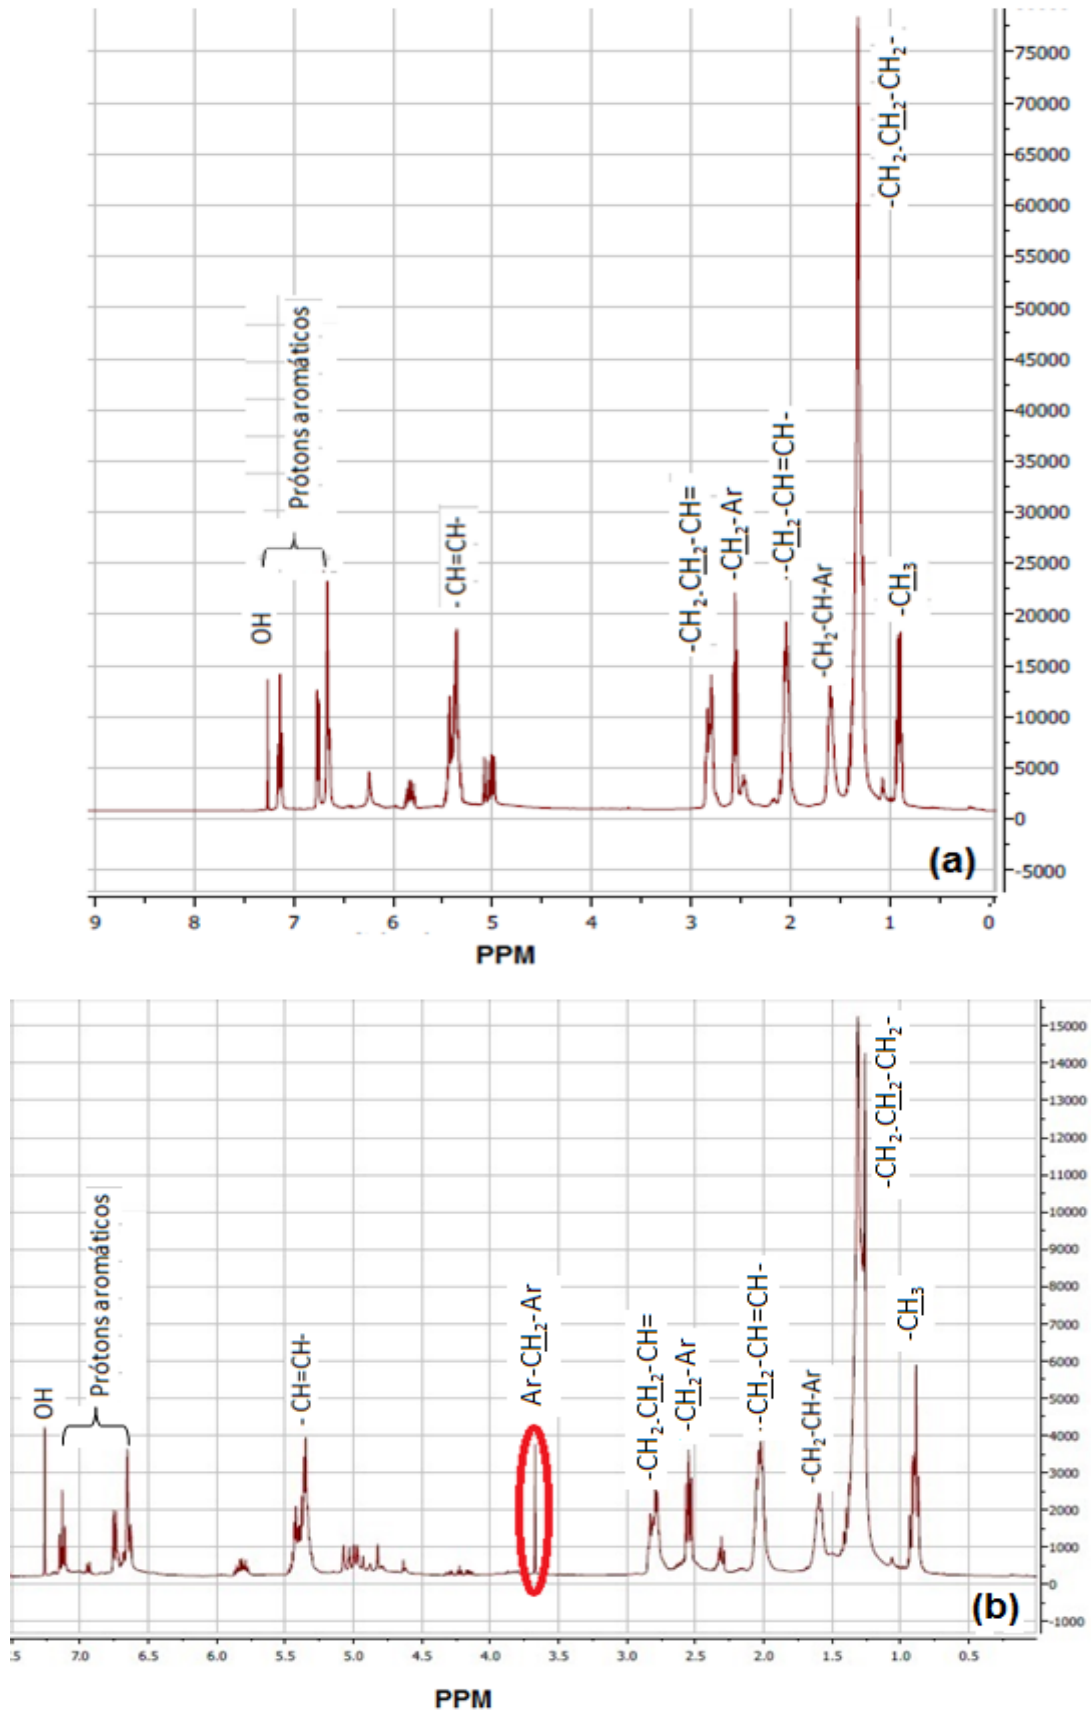 -CH₂-CH₂-CH₂-
Prótons aromáticos
OH
- CH=CH-
-CH₂-CH₂-CH=
-CH₂-Ar
--CH₂-CH=CH-
-CH₂-CH-Ar
-CH₃
75000
70000
65000
60000
55000
50000
45000
40000
35000
30000
25000
20000
15000
10000
5000
0
-5000
(a)
9 8 7 6 5 4 3 2 1 0
PPM
-CH₂-CH₂-CH₂-
Prótons aromáticos
OH
- CH=CH-
Ar-CH₂-Ar
-CH₂-CH₂-CH=
-CH₂-Ar
--CH₂-CH=CH-
-CH₂-CH-Ar
-CH₃
15000
14000
13000
12000
11000
10000
9000
8000
7000
6000
5000
4000
3000
2000
1000
0
-1000
(b)
7.0 6.5 6.0 5.5 5.0 4.5 4.0 3.5 3.0 2.5 2.0 1.5 1.0 0.5
PPM